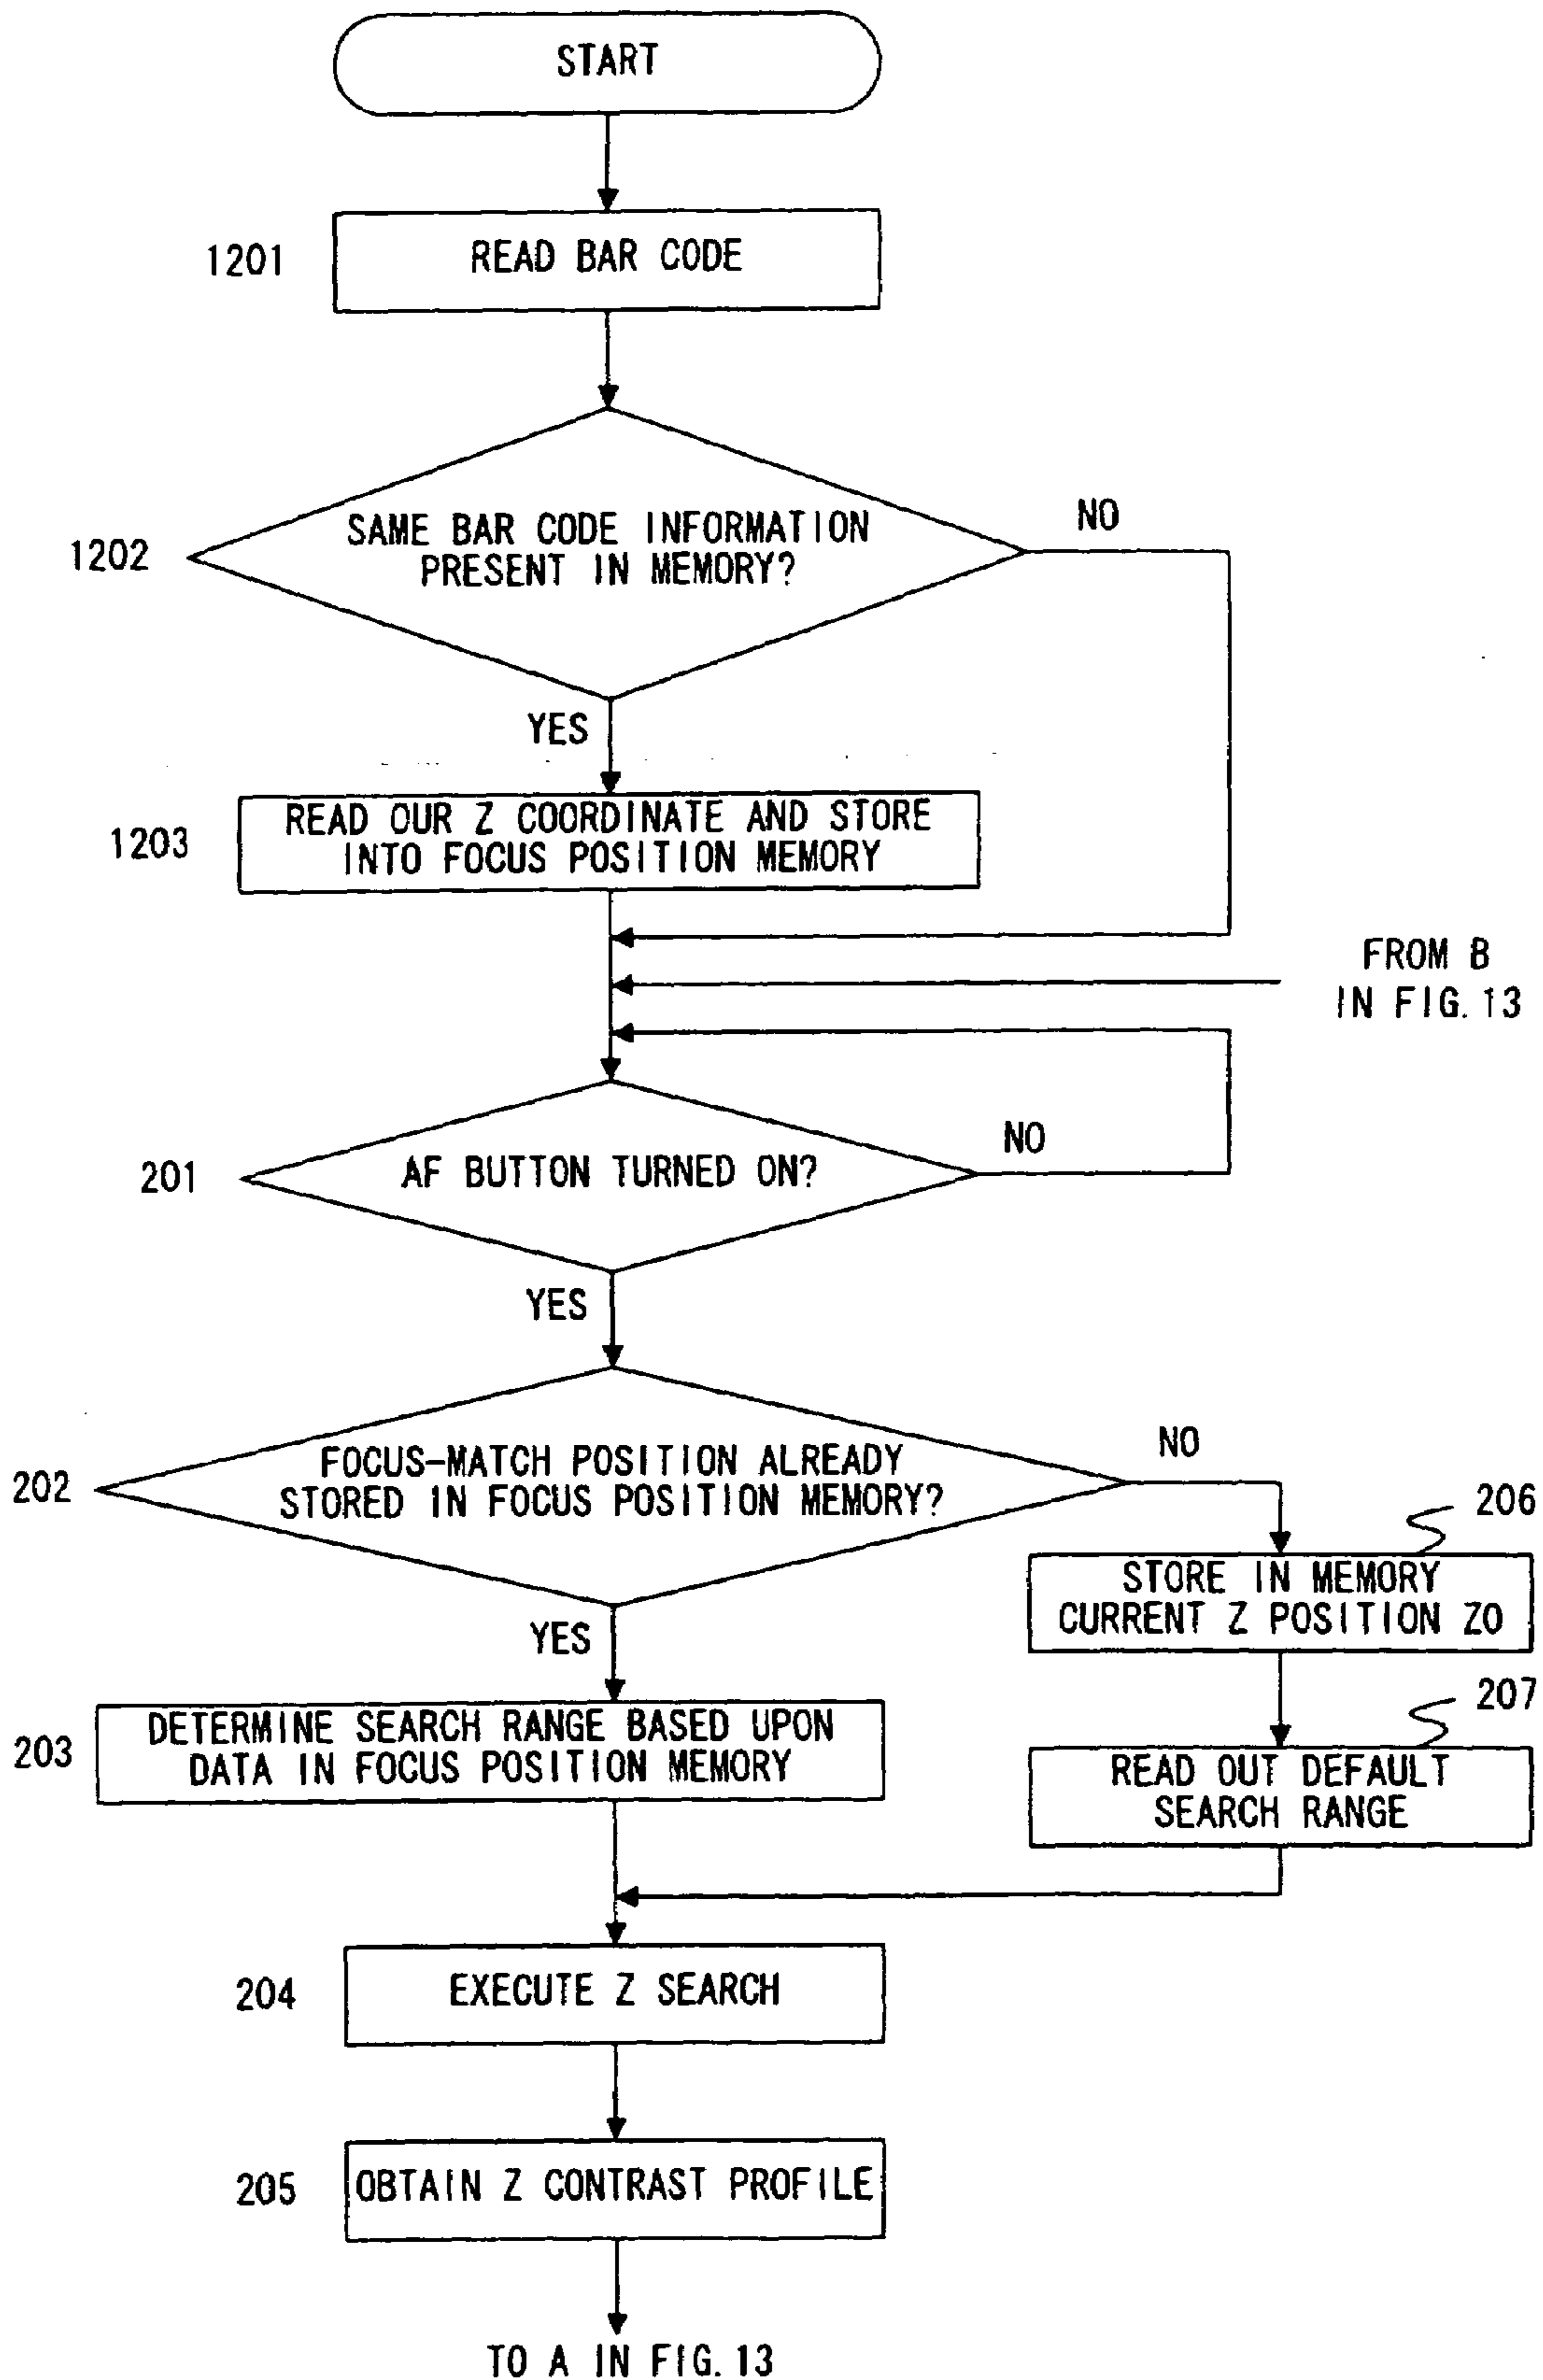 START
1201
READ BAR CODE
1202
SAME BAR CODE INFORMATION
PRESENT IN MEMORY?
NO
YES
1203
READ OUR Z COORDINATE AND STORE
INTO FOCUS POSITION MEMORY
FROM B
IN FIG. 13
201
AF BUTTON TURNED ON?
NO
YES
202
FOCUS-MATCH POSITION ALREADY
STORED IN FOCUS POSITION MEMORY?
NO
206
STORE IN MEMORY
CURRENT Z POSITION Z0
YES
203
DETERMINE SEARCH RANGE BASED UPON
DATA IN FOCUS POSITION MEMORY
207
READ OUT DEFAULT
SEARCH RANGE
204
EXECUTE Z SEARCH
205
OBTAIN Z CONTRAST PROFILE
TO A IN FIG. 13